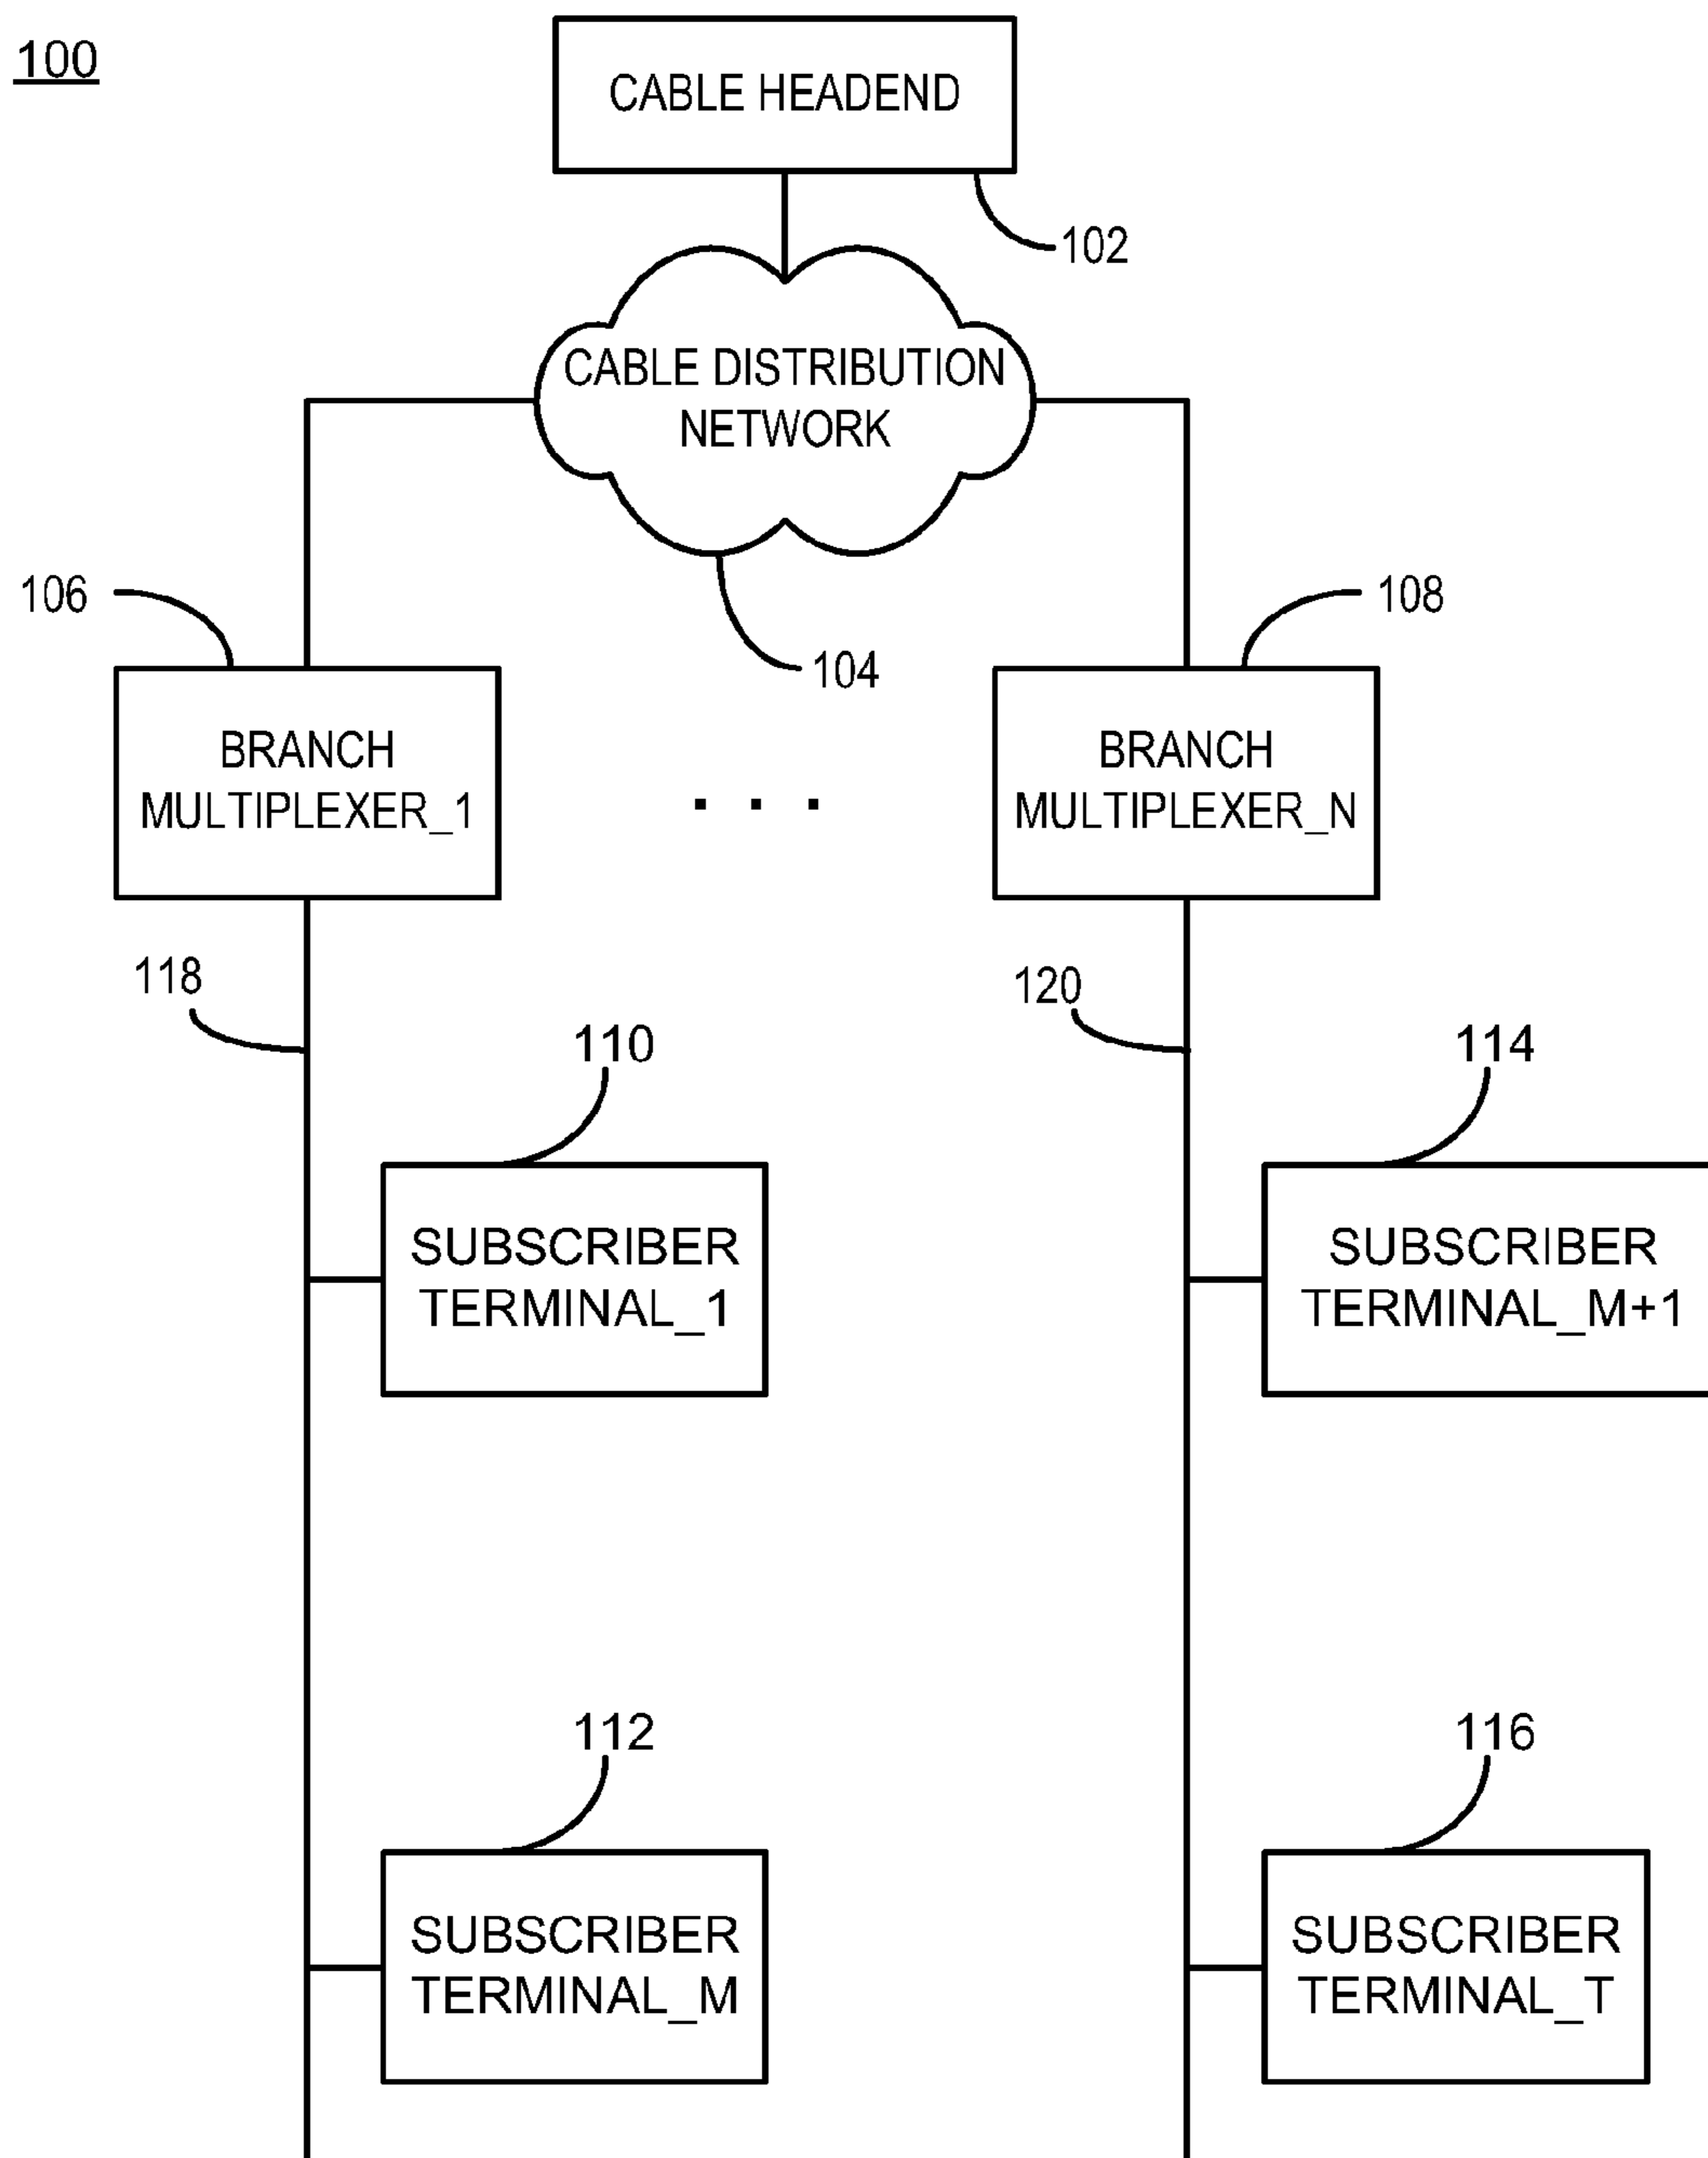 100
CABLE HEADEND
102
CABLE DISTRIBUTION
NETWORK
106
108
104
BRANCH
MULTIPLEXER_1
. . .
BRANCH
MULTIPLEXER_N
118
120
110
114
SUBSCRIBER
TERMINAL_1
SUBSCRIBER
TERMINAL_M+1
112
116
SUBSCRIBER
TERMINAL_M
SUBSCRIBER
TERMINAL_T